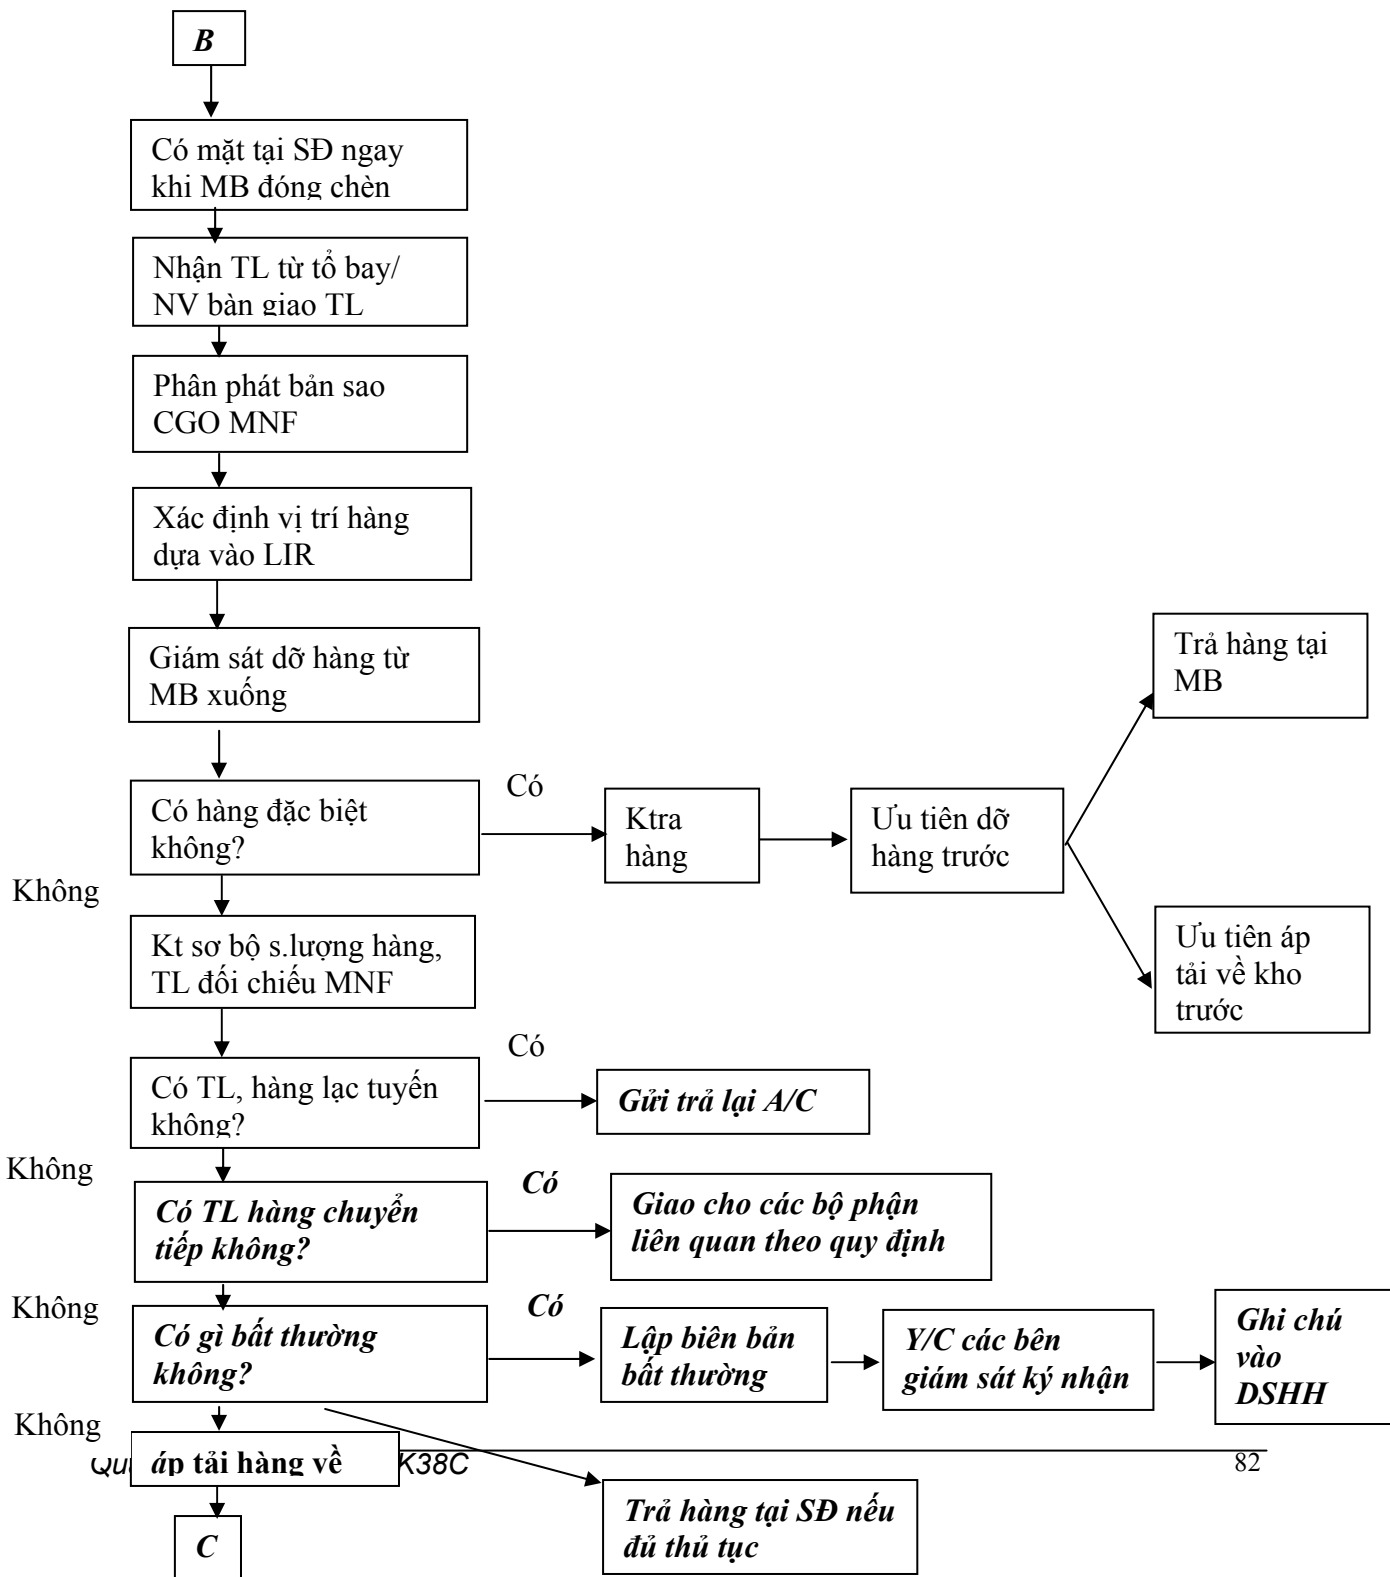 B
Có mặt tại SĐ ngay
khi MB đóng chèn
Nhận TL từ tổ bay/
NV bàn giao TL
Phân phát bản sao
CGO MNF
Xác định vị trí hàng
dựa vào LIR
Giám sát dỡ hàng từ
MB xuống
Trả hàng tại
MB
Có hàng đặc biệt
không?
Có
Ktra
hàng
Ưu tiên dỡ
hàng trước
Không
Ưu tiên áp
tải về kho
trước
Kt sơ bộ s.lượng hàng,
TL đối chiếu MNF
Có TL, hàng lạc tuyến
không?
Có
Gửi trả lại A/C
Không
Có TL hàng chuyển
tiếp không?
Có
Giao cho các bộ phận
liên quan theo quy định
Không
Có gì bất thường
không?
Có
Lập biên bản
bất thường
Y/C các bên
giám sát ký nhận
Ghi chú
vào
DSHH
Không
áp tải hàng về
K38C
82
Trả hàng tại SĐ nếu
đủ thủ tục
C